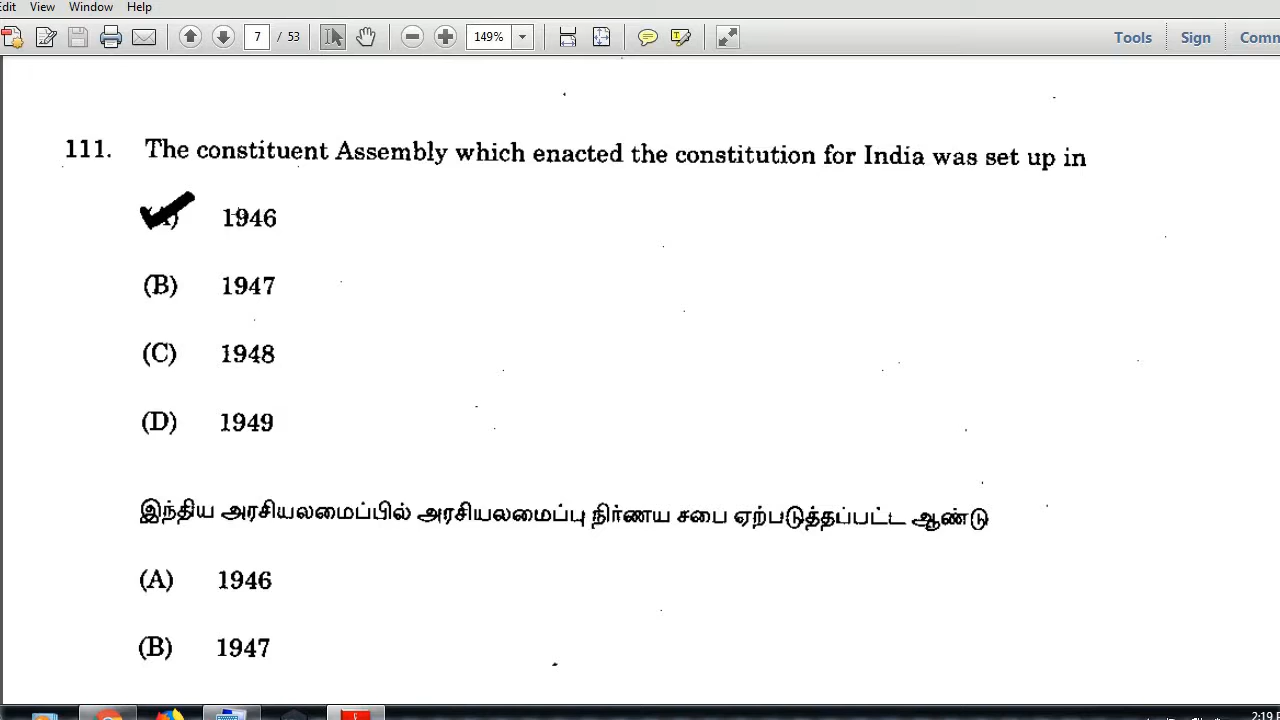 Edit View Window Help
7 / 53 149% Tools Sign Comm
111. The constituent Assembly which enacted the constitution for India was set up in
(A) 1946
(B) 1947
(C) 1948
(D) 1949
இந்திய அரசியலமைப்பில் அரசியலமைப்பு நிர்ணய சபை ஏற்படுத்தப்பட்ட ஆண்டு
(A) 1946
(B) 1947